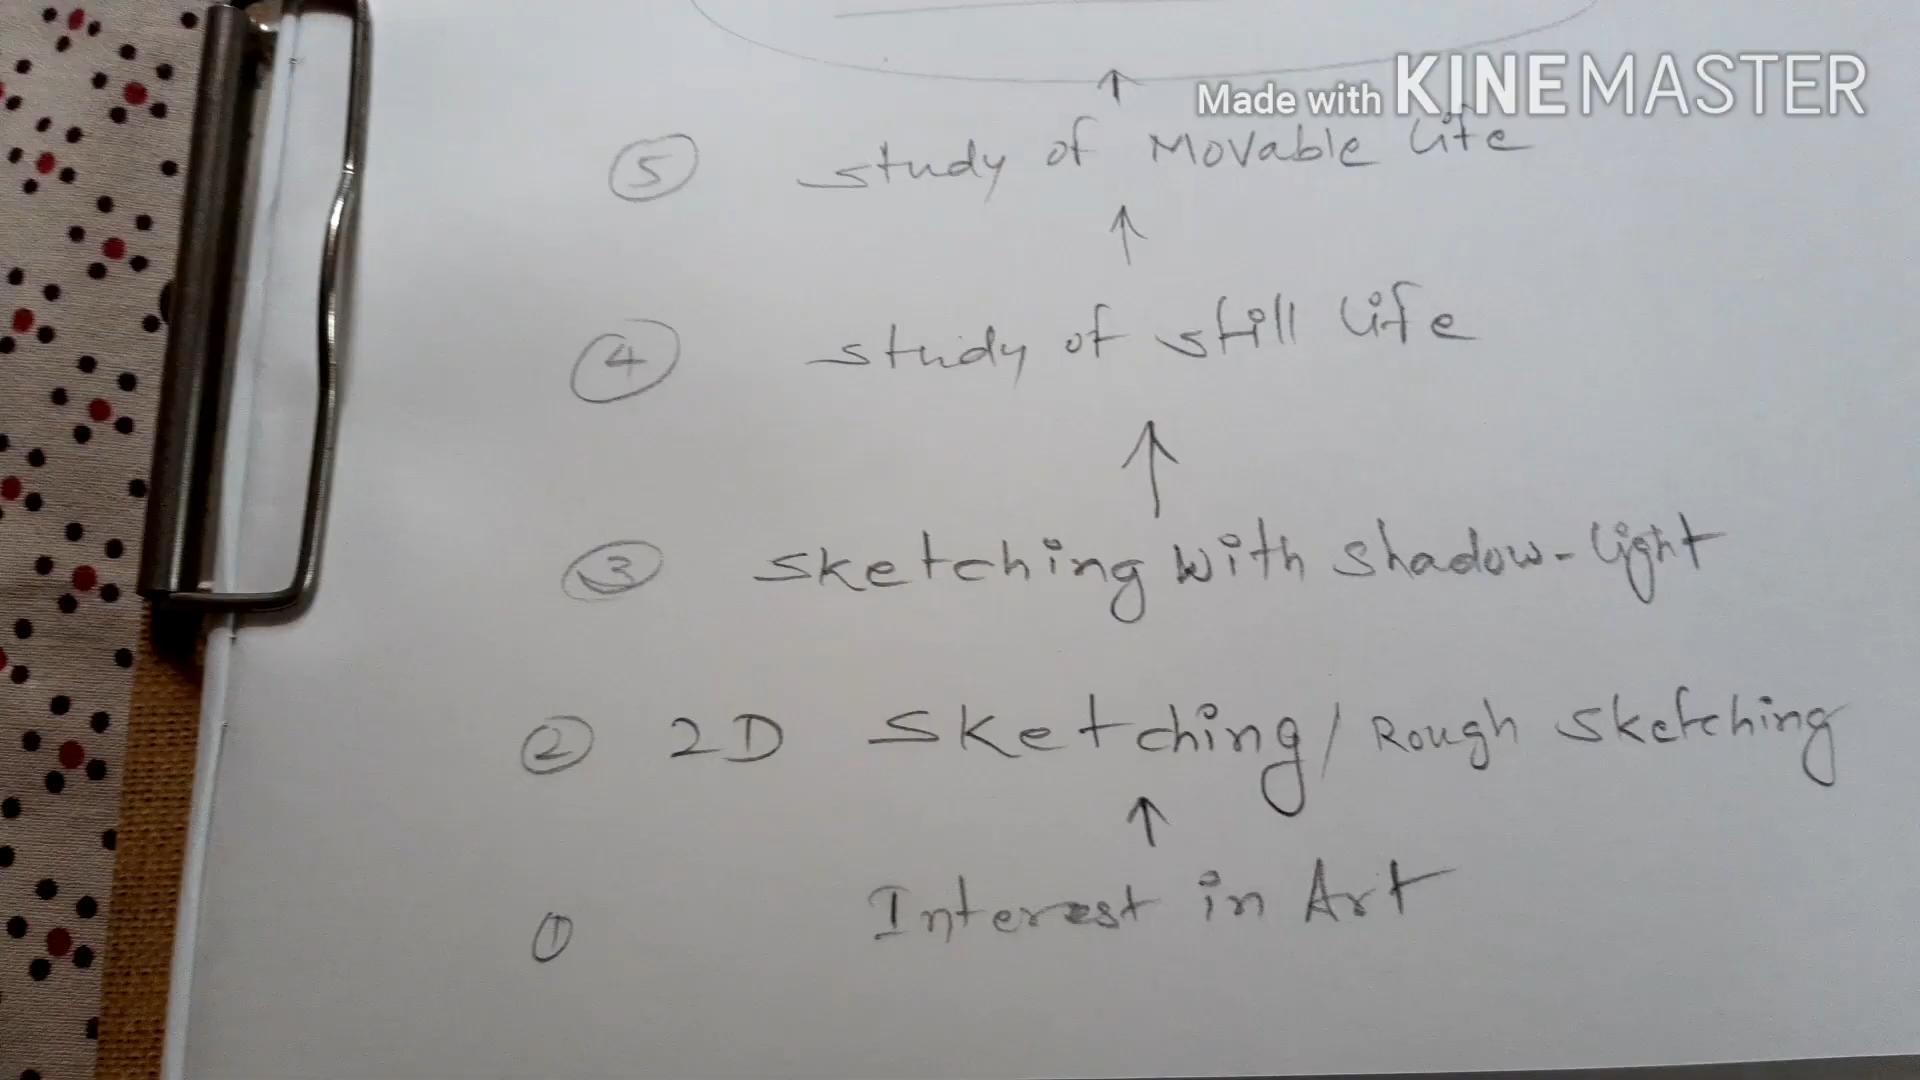 Made with KINEMASTER
5 study of Movable life
↑
4 study of still life
↑
3 Sketching with shadow-light
2 2D Sketching / Rough Sketching
↑
1 Interest in Art